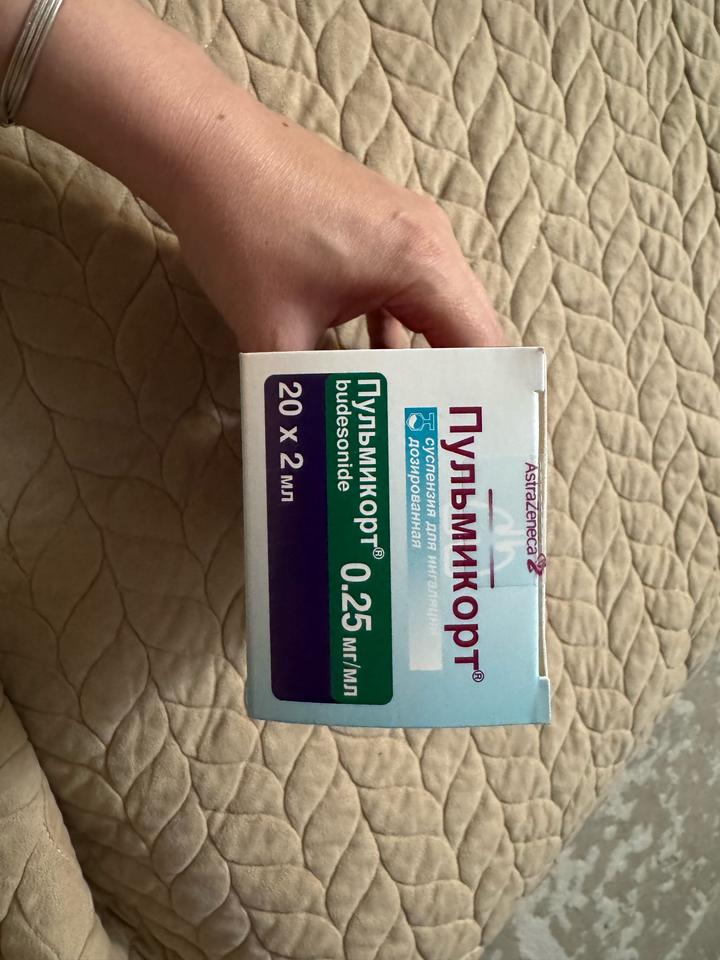 AstraZeneca
Пульмикорт®
суспензия для ингаляций
дозированная
Пульмикорт® 0.25 мг/мл
budesonide
20 x 2 мл